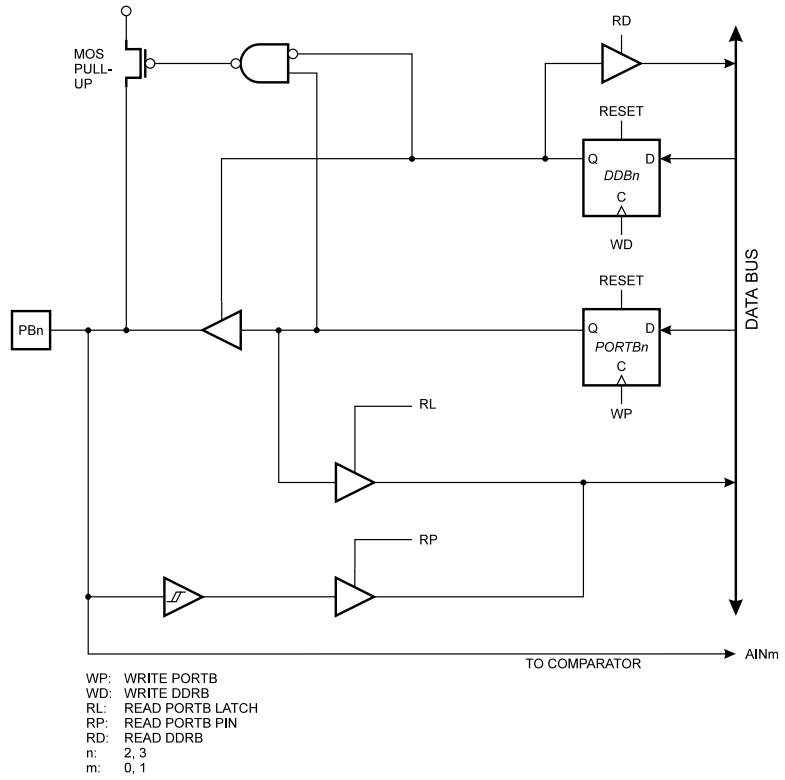 RD
MOS
PULL-
UP
RESET
Q D
DDBn
C
WD
DATA BUS
RESET
PBn
Q D
PORTBn
C
WP
RL
RP
TO COMPARATOR
AINm
WP: WRITE PORTB
WD: WRITE DDRB
RL: READ PORTB LATCH
RP: READ PORTB PIN
RD: READ DDRB
n: 2, 3
m: 0, 1